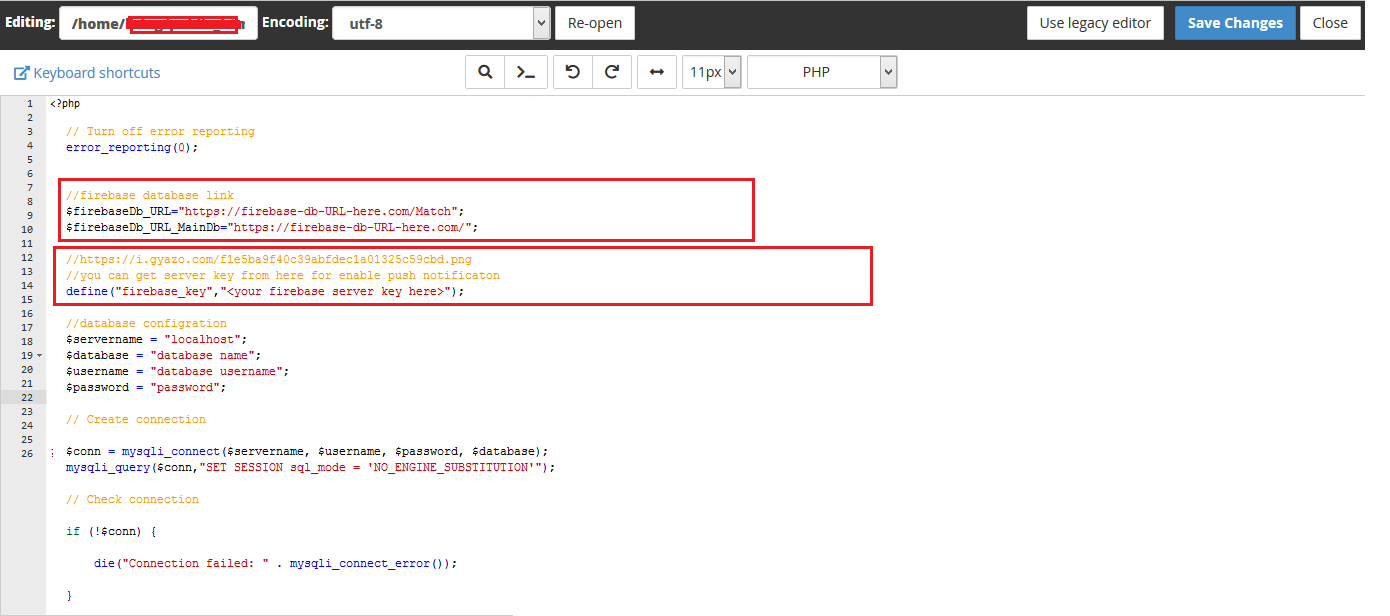 Editing: /home/ Encoding: utf-8 Re-open Use legacy editor Save Changes Close
Keyboard shortcuts 11px PHP
1 <?php
2
3 // Turn off error reporting
4 error_reporting(0);
5
6
7 //firebase database link
8 $firebaseDb_URL="https://firebase-db-URL-here.com/Match";
9
10 $firebaseDb_URL_MainDb="https://firebase-db-URL-here.com/";
11
12 //https://i.gyazo.com/f1e5ba9f40c39abfdec1a01325c59cbd.png
13 //you can get server key from here for enable push notificaton
14 define("firebase_key","<your firebase server key here>");
15
16
17 //database configration
18 $servername = "localhost";
19 $database = "database name";
20 $username = "database username";
21 $password = "password";
22
23
24 // Create connection
25
26 ; $conn = mysqli_connect($servername, $username, $password, $database);
mysqli_query($conn,"SET SESSION sql_mode = 'NO_ENGINE_SUBSTITUTION'");
// Check connection
if (!$conn) {
die("Connection failed: " . mysqli_connect_error());
}